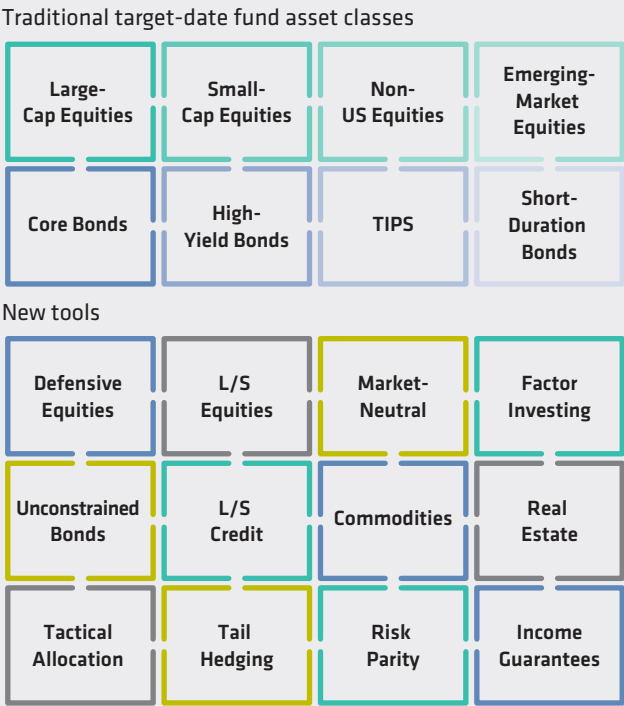 Traditional target-date fund asset classes
Large-
Cap Equities
Small-
Cap Equities
Non-
US Equities
Emerging-
Market
Equities
Core Bonds
High-
Yield Bonds
TIPS
Short-
Duration
Bonds
New tools
Defensive
Equities
L/S
Equities
Market-
Neutral
Factor
Investing
Unconstrained
Bonds
L/S
Credit
Commodities
Real
Estate
Tactical
Allocation
Tail
Hedging
Risk
Parity
Income
Guarantees